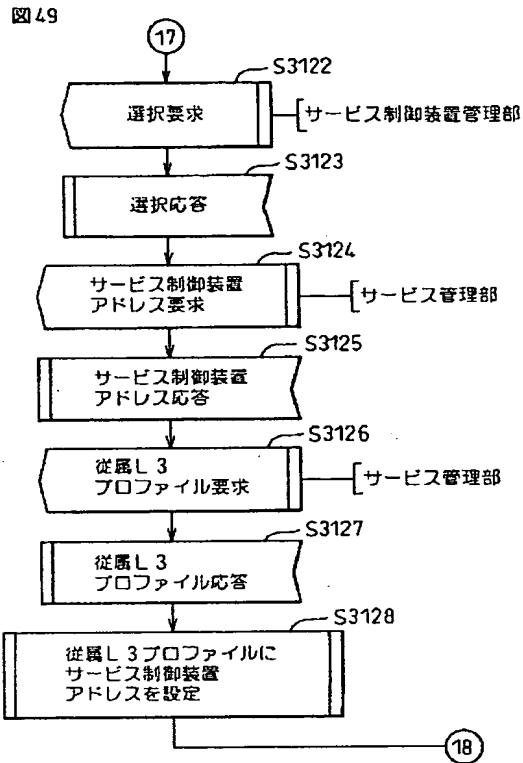 図49
17
S3122
選択要求
サービス制御装置管理部
S3123
選択応答
S3124
サービス制御装置
アドレス要求
サービス管理部
S3125
サービス制御装置
アドレス応答
S3126
従属L3
プロファイル要求
サービス管理部
S3127
従属L3
プロファイル応答
S3128
従属L3プロファイルに
サービス制御装置
アドレスを設定
18